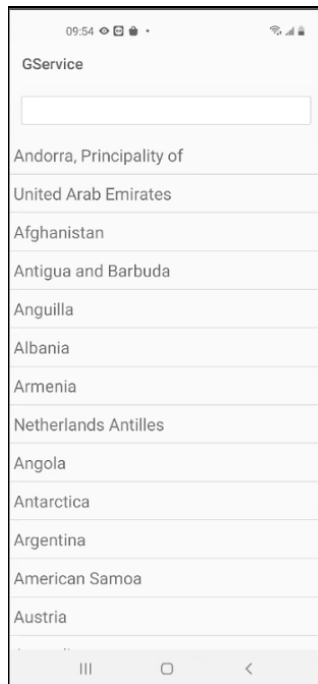 09:54
GService
Andorra, Principality of
United Arab Emirates
Afghanistan
Antigua and Barbuda
Anguilla
Albania
Armenia
Netherlands Antilles
Angola
Antarctica
Argentina
American Samoa
Austria